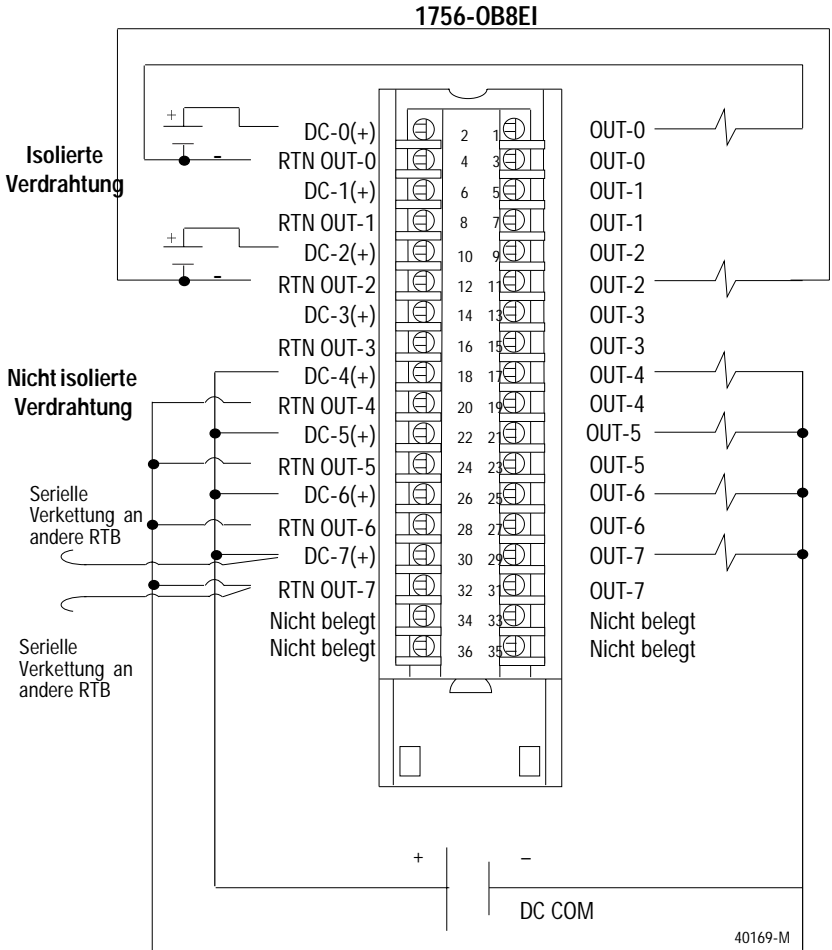 1756-OB8EI
Isolierte
Verdrahtung
+
-
+
-
DC-0(+) 2 1 OUT-0
RTN OUT-0 4 3 OUT-0
DC-1(+) 6 5 OUT-1
RTN OUT-1 8 7 OUT-1
DC-2(+) 10 9 OUT-2
RTN OUT-2 12 11 OUT-2
DC-3(+) 14 13 OUT-3
RTN OUT-3 16 15 OUT-3
Nicht isolierte
Verdrahtung
DC-4(+) 18 17 OUT-4
RTN OUT-4 20 19 OUT-4
DC-5(+) 22 21 OUT-5
RTN OUT-5 24 23 OUT-5
DC-6(+) 26 25 OUT-6
RTN OUT-6 28 27 OUT-6
DC-7(+) 30 29 OUT-7
RTN OUT-7 32 31 OUT-7
Nicht belegt 34 33 Nicht belegt
Nicht belegt 36 35 Nicht belegt
Serielle
Verkettung an
andere RTB
Serielle
Verkettung an
andere RTB
+ –
DC COM
40169-M